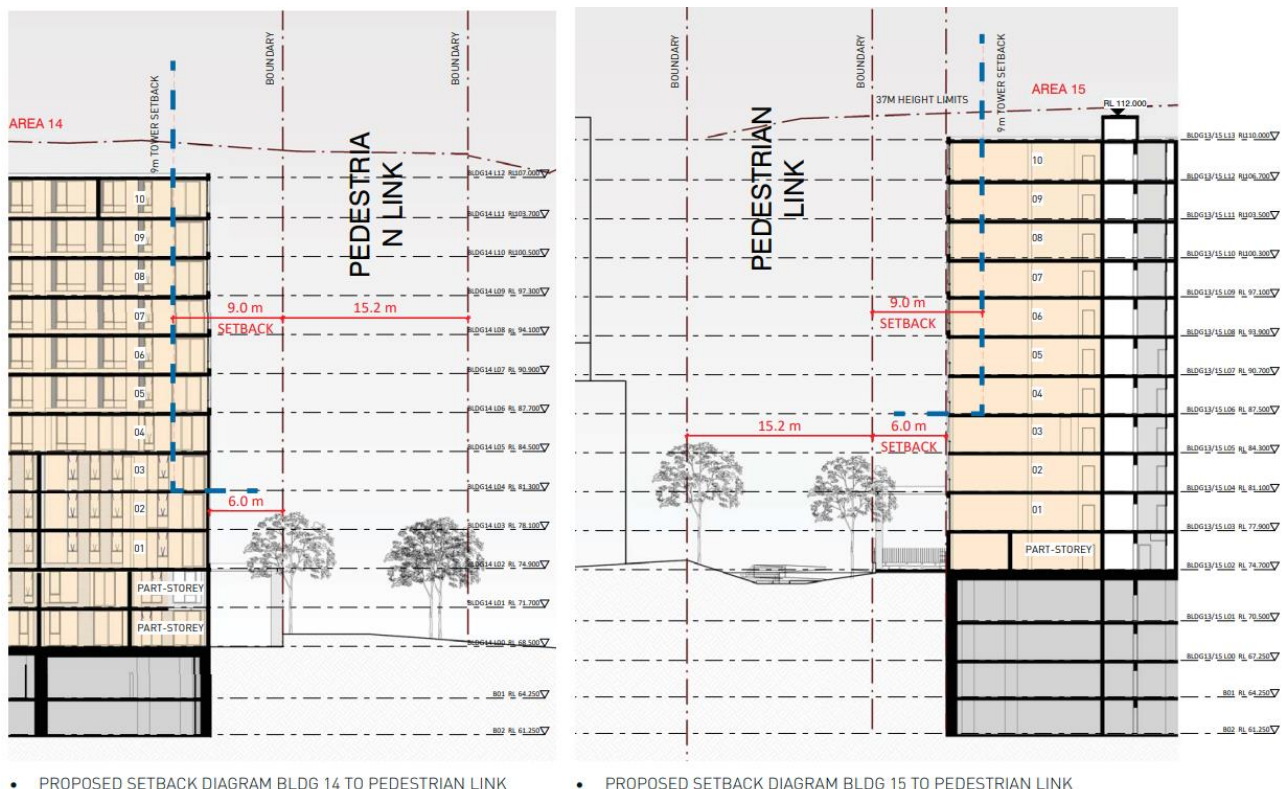 AREA 14
9m TOWER SETBACK
BOUNDARY
BOUNDARY
PEDESTRIA
N LINK
BLDG14 L12 RL107.000
BLDG14 L11 RL103.700
BLDG14 L10 RL100.500
BLDG14 L09 RL 97.300
BLDG14 L08 RL 94.100
BLDG14 L07 RL 90.900
BLDG14 L06 RL 87.700
BLDG14 L05 RL 84.500
BLDG14 L04 RL 81.300
BLDG14 L03 RL 78.100
BLDG14 L02 RL 74.900
BLDG14 L01 RL 71.700
BLDG14 L00 RL 68.500
B01 RL 64.250
B02 RL 61.250
10
09
08
07
06
05
04
03
02
01
PART-STOREY
PART-STOREY
9.0 m
SETBACK
15.2 m
6.0 m
• PROPOSED SETBACK DIAGRAM BLDG 14 TO PEDESTRIAN LINK
BOUNDARY
BOUNDARY
PEDESTRIAN
LINK
37M HEIGHT LIMITS
9m TOWER SETBACK
AREA 15
RL 112.000
9.0 m
SETBACK
15.2 m
6.0 m
SETBACK
10
09
08
07
06
05
04
03
02
01
PART-STOREY
BLDG13/15 L13 RL110.000
BLDG13/15 L12 RL106.700
BLDG13/15 L11 RL103.500
BLDG13/15 L10 RL100.300
BLDG13/15 L09 RL 97.100
BLDG13/15 L08 RL 93.900
BLDG13/15 L07 RL 90.700
BLDG13/15 L06 RL 87.500
BLDG13/15 L05 RL 84.300
BLDG13/15 L04 RL 81.100
BLDG13/15 L03 RL 77.900
BLDG13/15 L02 RL 74.700
BLDG13/15 L01 RL 70.500
BLDG13/15 L00 RL 67.250
B01 RL 64.250
B02 RL 61.250
• PROPOSED SETBACK DIAGRAM BLDG 15 TO PEDESTRIAN LINK